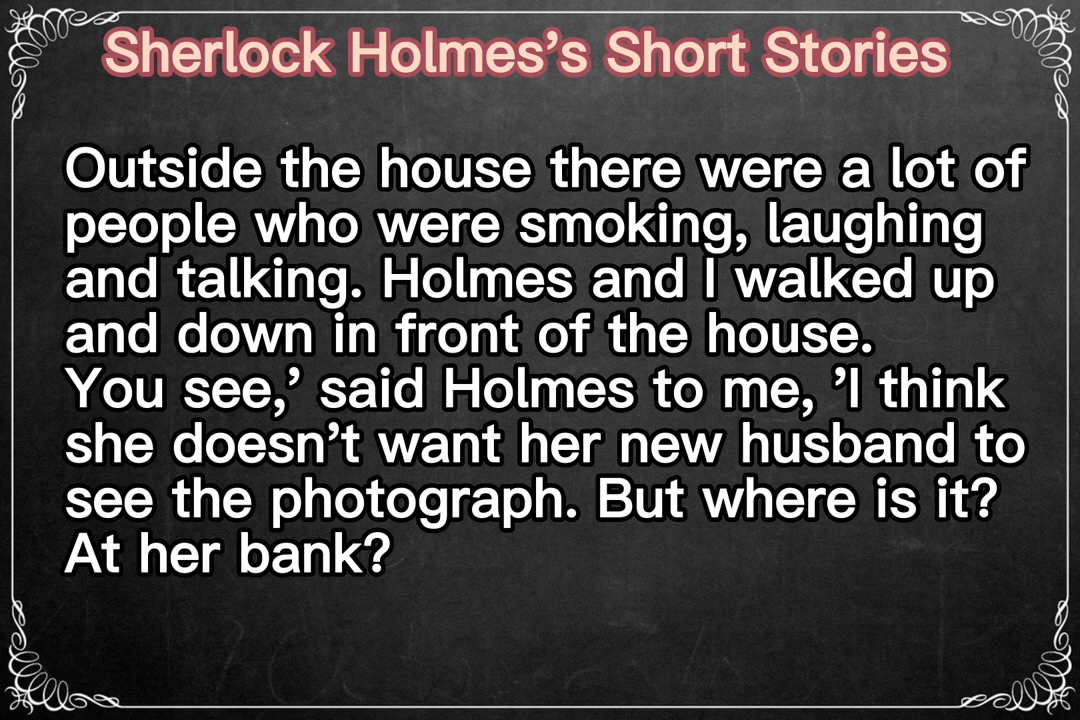 Sherlock Holmes’s Short Stories
Outside the house there were a lot of
people who were smoking, laughing
and talking. Holmes and I walked up
and down in front of the house.
You see,’ said Holmes to me, ’I think
she doesn’t want her new husband to
see the photograph. But where is it?
At her bank?